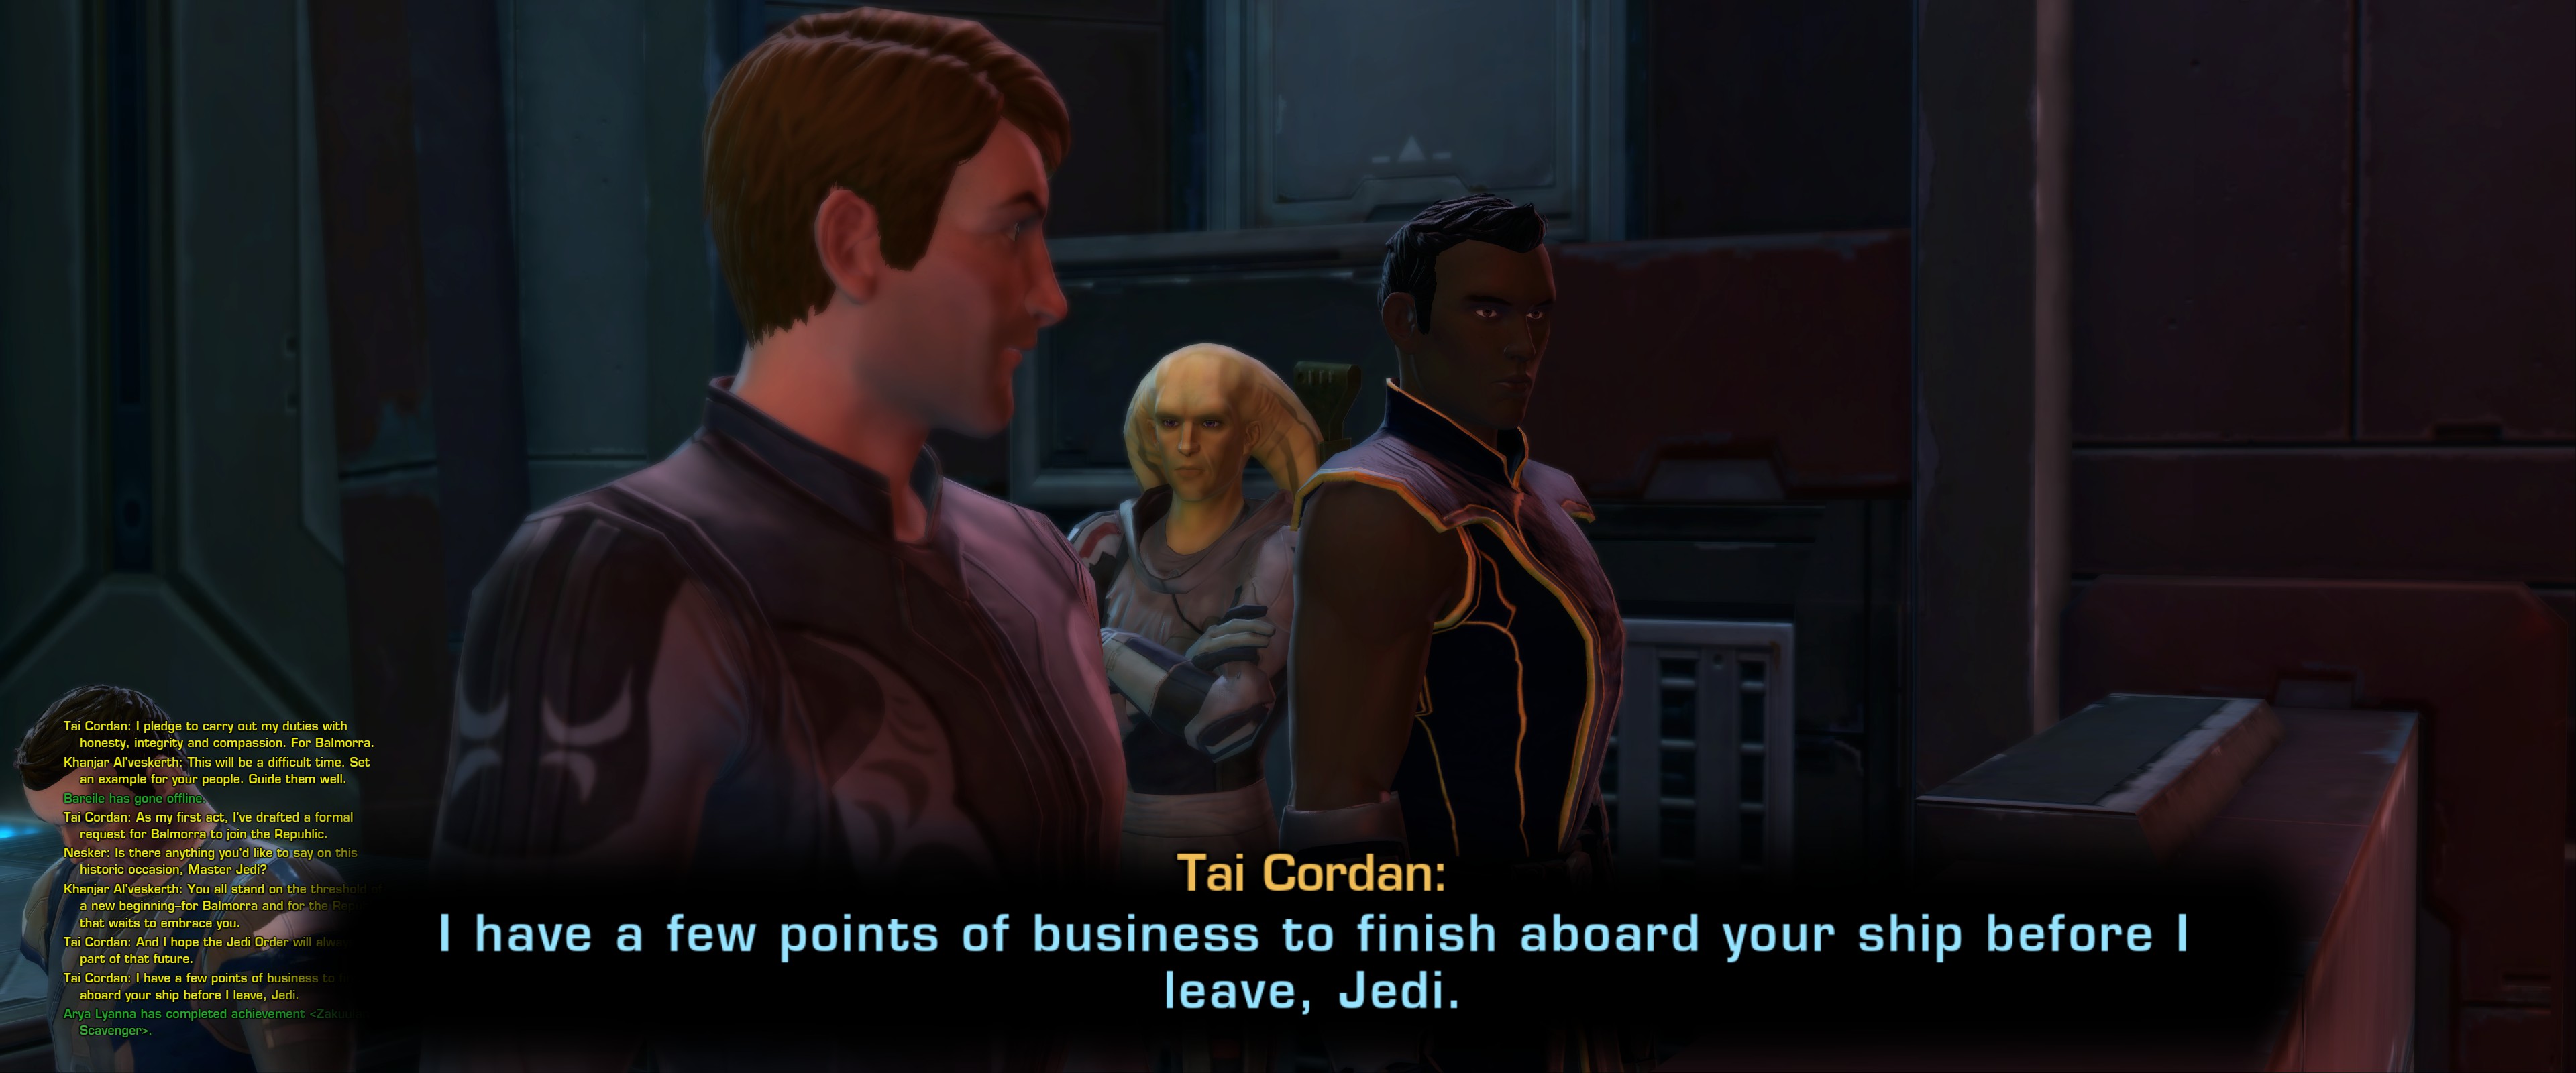 Tai Cordan: I pledge to carry out my duties with
honesty, integrity and compassion. For Balmorra.
Khanjar Al'veskerth: This will be a difficult time. Set
an example for your people. Guide them well.
Bareile has gone offline.
Tai Cordan: As my first act, I've drafted a formal
request for Balmorra to join the Republic.
Nesker: Is there anything you'd like to say on this
historic occasion, Master Jedi?
Khanjar Al'veskerth: You all stand on the threshold of
a new beginning–for Balmorra and for the
that waits to embrace you.
Tai Cordan: And I hope the Jedi Order will
part of that future.
Tai Cordan: I have a few points of business to
aboard your ship before I leave, Jedi.
Arya Lyanna has completed achievement
Scavenger>.
Tai Cordan:
I have a few points of business to finish aboard your ship before I
leave, Jedi.